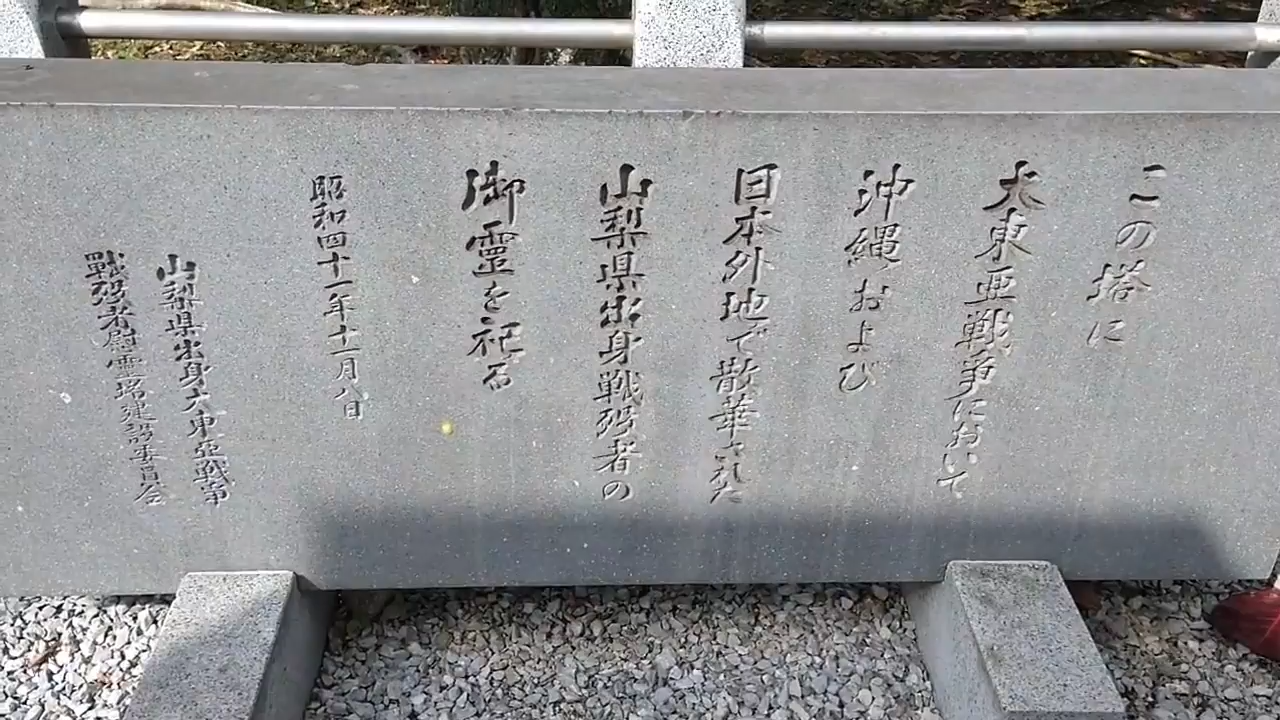 この塔に
大東亜戦争において
沖縄および
日本外地で散華された
山梨県出身戦歿者の
御霊を祀る
昭和四十一年十一月八日
山梨県出身大東亜戦争
戦歿者慰霊塔建設委員会